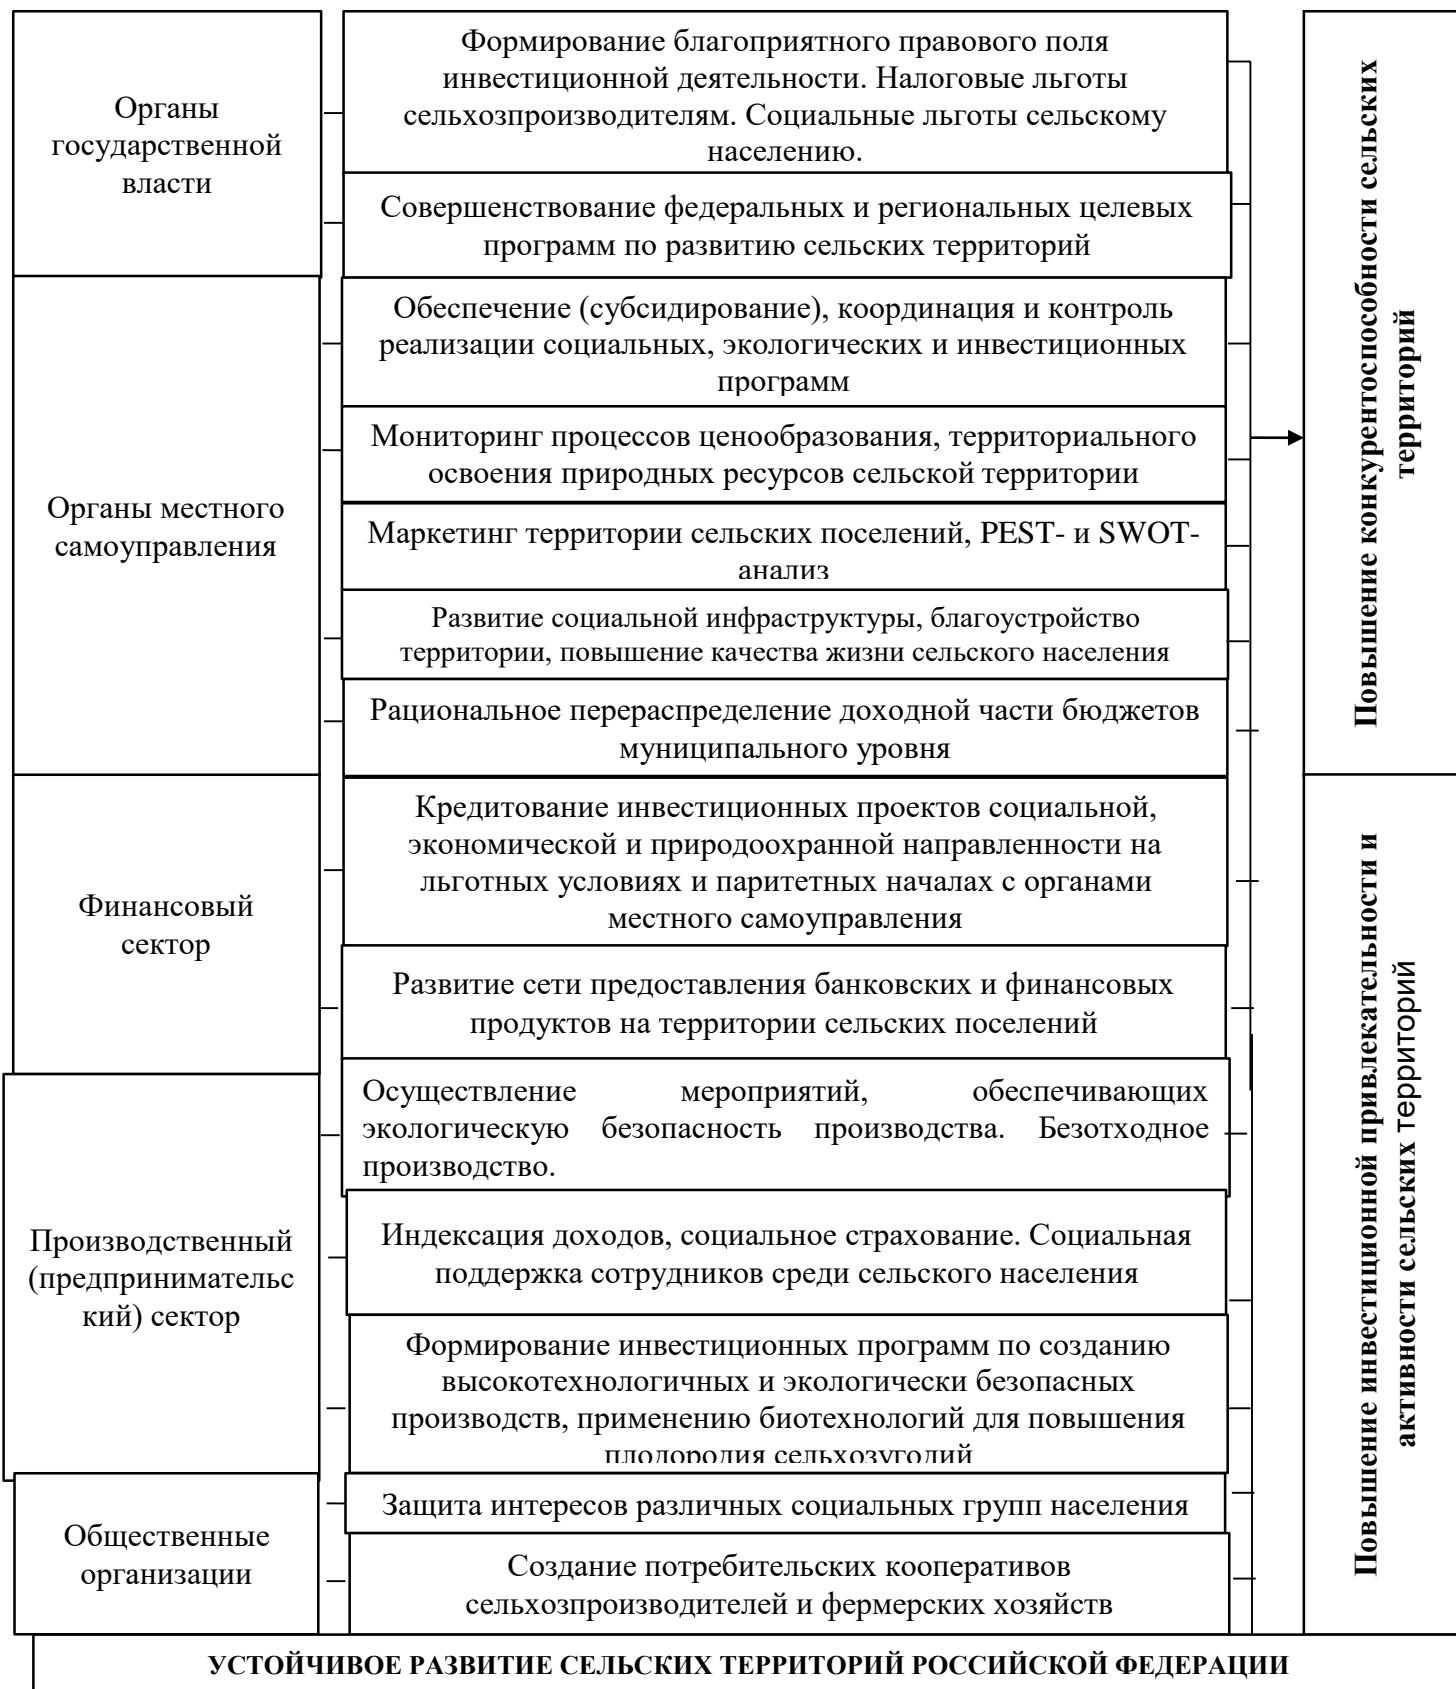 Органы
государственной
власти
Формирование благоприятного правового поля
инвестиционной деятельности. Налоговые льготы
сельхозпроизводителям. Социальные льготы сельскому
населению.
Совершенствование федеральных и региональных целевых
программ по развитию сельских территорий
Органы местного
самоуправления
Обеспечение (субсидирование), координация и контроль
реализации социальных, экологических и инвестиционных
программ
Мониторинг процессов ценообразования, территориального
освоения природных ресурсов сельской территории
Маркетинг территории сельских поселений, PEST- и SWOT-
анализ
Развитие социальной инфраструктуры, благоустройство
территории, повышение качества жизни сельского населения
Рациональное перераспределение доходной части бюджетов
муниципального уровня
Финансовый
сектор
Кредитование инвестиционных проектов социальной,
экономической и природоохранной направленности на
льготных условиях и паритетных началах с органами
местного самоуправления
Развитие сети предоставления банковских и финансовых
продуктов на территории сельских поселений
Производственный
(предпринимательс
кий) сектор
Осуществление мероприятий, обеспечивающих
экологическую безопасность производства. Безотходное
производство.
Индексация доходов, социальное страхование. Социальная
поддержка сотрудников среди сельского населения
Формирование инвестиционных программ по созданию
высокотехнологичных и экологически безопасных
производств, применению биотехнологий для повышения
плодородия сельхозугодий
Общественные
организации
Защита интересов различных социальных групп населения
Создание потребительских кооперативов
сельхозпроизводителей и фермерских хозяйств
Повышение конкурентоспособности сельских
территорий
Повышение инвестиционной привлекательности и
активности сельских территорий
УСТОЙЧИВОЕ РАЗВИТИЕ СЕЛЬСКИХ ТЕРРИТОРИЙ РОССИЙСКОЙ ФЕДЕРАЦИИ